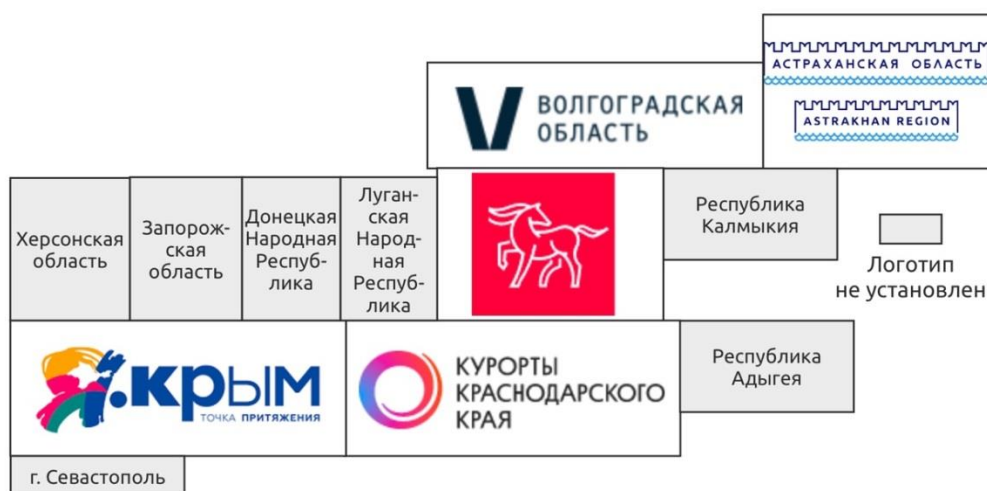 АСТРАХАНСКАЯ ОБЛАСТЬ
ASTRAKHAN REGION
ВОЛГОГРАДСКАЯ
ОБЛАСТЬ
Херсонская
область
Запорож-
ская
область
Донецкая
Народная
Респуб-
лика
Луган-
ская
Народ-
ная
Респуб-
лика
Республика
Калмыкия
Логотип
не установлен
.КРЫМ
ТОЧКА ПРИТЯЖЕНИЯ
КУРОРТЫ
КРАСНОДАРСКОГО
КРАЯ
Республика
Адыгея
г. Севастополь